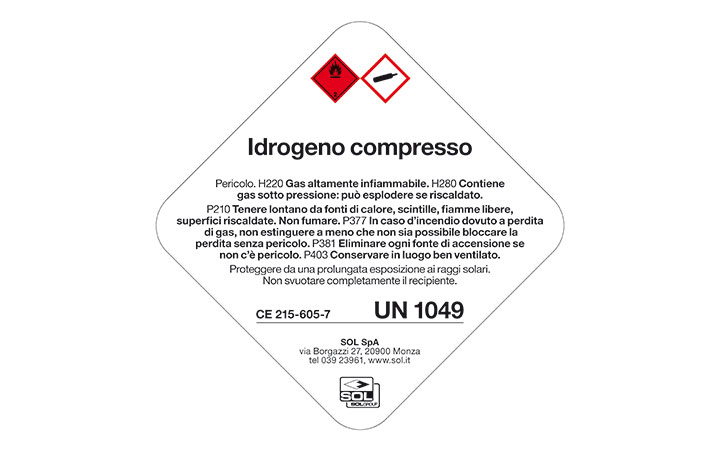 Idrogeno compresso
Pericolo. H220 Gas altamente infiammabile. H280 Contiene
gas sotto pressione: può esplodere se riscaldato.
P210 Tenere lontano da fonti di calore, scintille, fiamme libere,
superfici riscaldate. Non fumare. P377 In caso d'incendio dovuto a perdita
di gas, non estinguere a meno che non sia possibile bloccare la
perdita senza pericolo. P381 Eliminare ogni fonte di accensione se
non c'è pericolo. P403 Conservare in luogo ben ventilato.
Proteggere da una prolungata esposizione ai raggi solari.
Non svuotare completamente il recipiente.
CE 215-605-7 UN 1049
SOL SpA
via Borgazzi 27, 20900 Monza
tel 039 23961, www.sol.it
SOL
SOLGROUP